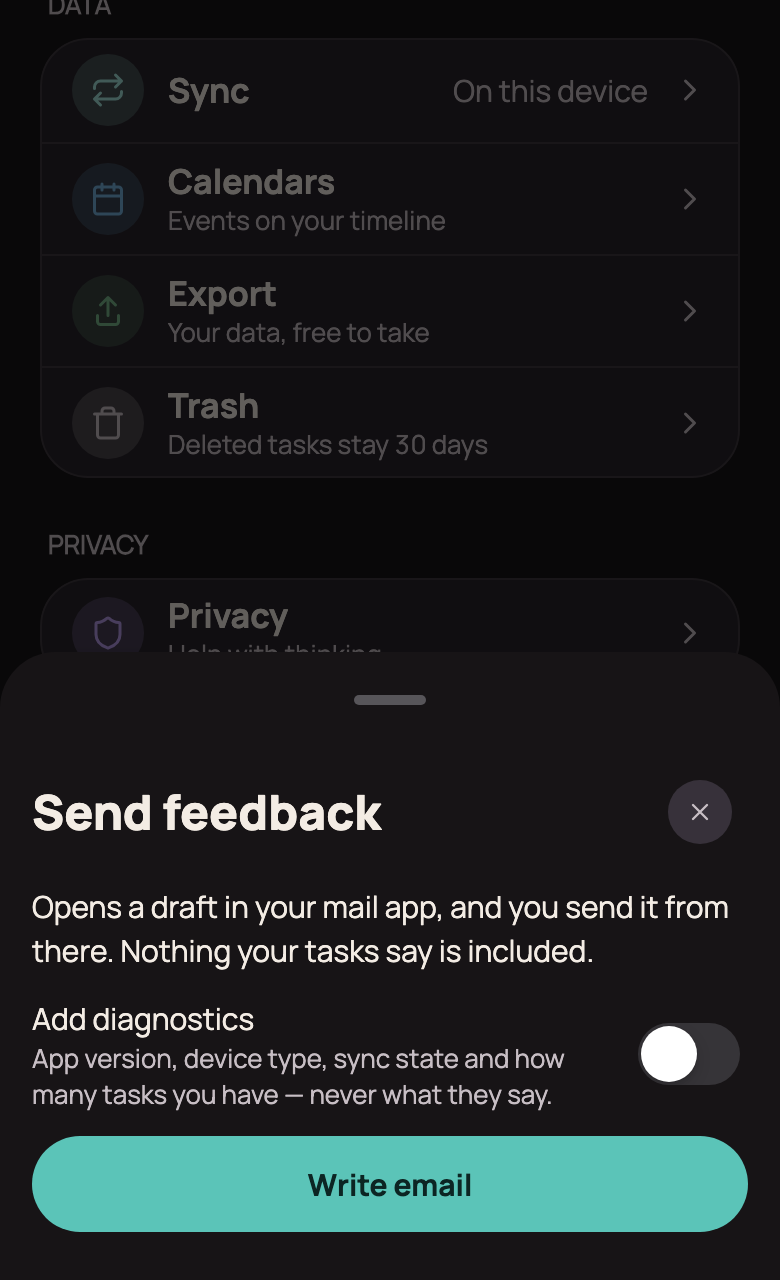 DATA
Sync
On this device
Calendars
Events on your timeline
Export
Your data, free to take
Trash
Deleted tasks stay 30 days
PRIVACY
Privacy
Help with thinking
Send feedback
Opens a draft in your mail app, and you send it from
there. Nothing your tasks say is included.
Add diagnostics
App version, device type, sync state and how
many tasks you have — never what they say.
Write email